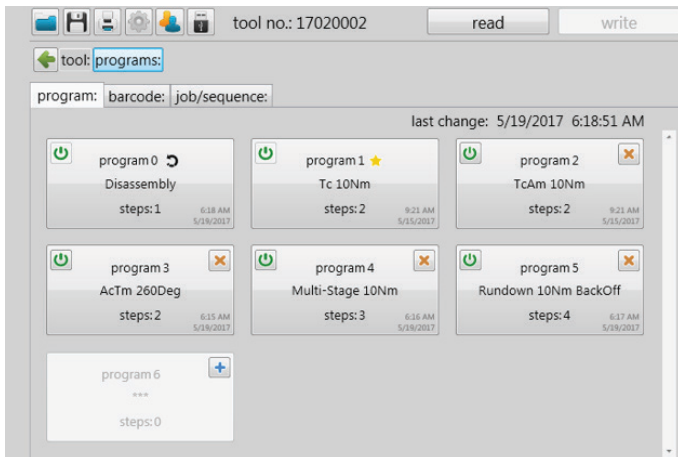 tool no.: 17020002 read write
tool: programs:
program: barcode: job/sequence:
last change: 5/19/2017 6:18:51 AM
program 0
Disassembly
steps: 1 6:18 AM
5/19/2017
program 1
Tc 10Nm
steps: 2 9:21 AM
5/15/2017
program 2
TcAm 10Nm
steps: 2 9:21 AM
5/15/2017
program 3
AcTm 260Deg
steps: 2 6:15 AM
5/19/2017
program 4
Multi-Stage 10Nm
steps: 3 6:16 AM
5/19/2017
program 5
Rundown 10Nm BackOff
steps: 4 6:17 AM
5/19/2017
program 6
***
steps: 0